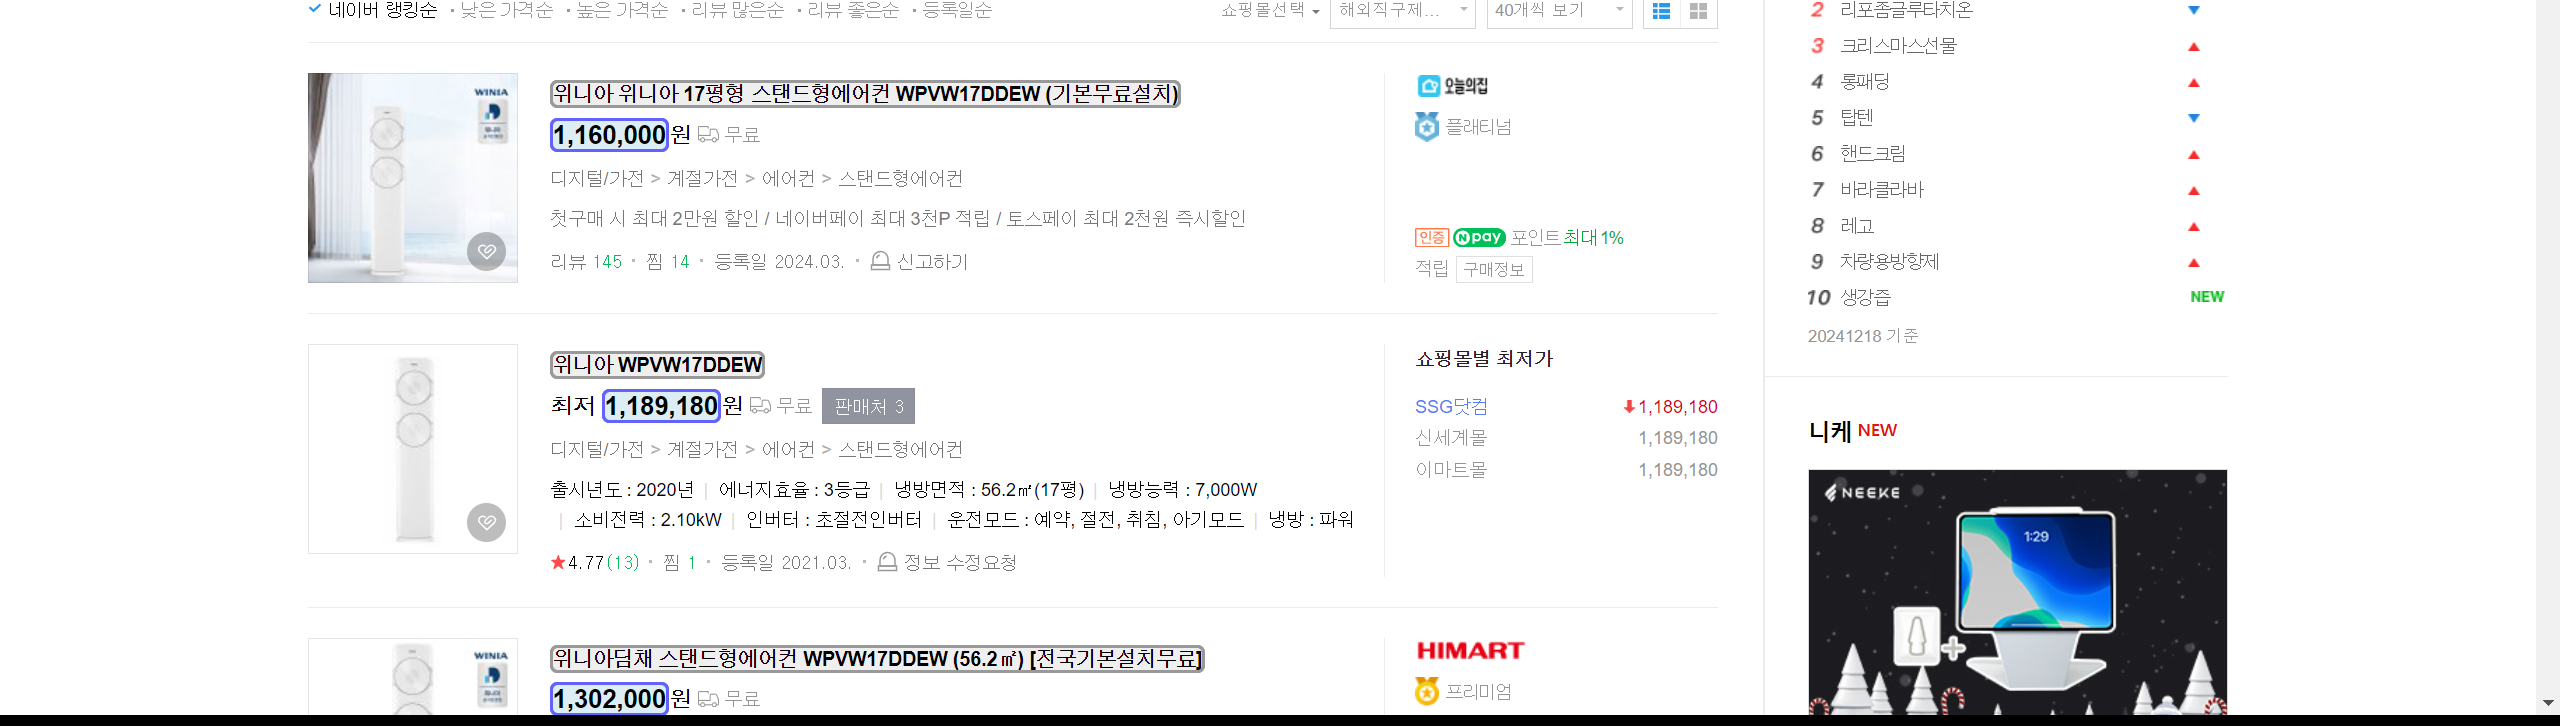 네이버 랭킹순 · 낮은 가격순 · 높은 가격순 · 리뷰 많은순 · 리뷰 좋은순 · 등록일순
쇼핑몰선택 해외직구제... 40개씩 보기
WINIA
위니아 위니아 17평형 스탠드형에어컨 WPVW17DDEW (기본무료설치)
1,160,000원 무료
디지털/가전 > 계절가전 > 에어컨 > 스탠드형에어컨
첫구매 시 최대 2만원 할인 / 네이버페이 최대 3천P 적립 / 토스페이 최대 2천원 즉시할인
리뷰 145 · 찜 14 · 등록일 2024.03. · 신고하기
오늘의집
플래티넘
인증 N pay 포인트 최대 1%
적립 구매정보
위니아 WPVW17DDEW
최저 1,189,180원 무료 판매처 3
디지털/가전 > 계절가전 > 에어컨 > 스탠드형에어컨
출시년도 : 2020년 | 에너지효율 : 3등급 | 냉방면적 : 56.2㎡(17평) | 냉방능력 : 7,000W
| 소비전력 : 2.10kW | 인버터 : 초절전인버터 | 운전모드 : 예약, 절전, 취침, 아기모드 | 냉방 : 파워
★4.77(13) · 찜 1 · 등록일 2021.03. · 정보 수정요청
쇼핑몰별 최저가
SSG닷컴 1,189,180
신세계몰 1,189,180
이마트몰 1,189,180
WINIA
위니아딤채 스탠드형에어컨 WPVW17DDEW (56.2㎡) [전국기본설치무료]
1,302,000원 무료
HIMART
프리미엄
2 리포좀글루타치온
3 크리스마스선물
4 롱패딩
5 탑텐
6 핸드크림
7 바라클라바
8 레고
9 차량용방향제
10 생강즙 NEW
20241218 기준
니케 NEW
NEEKE
1:29